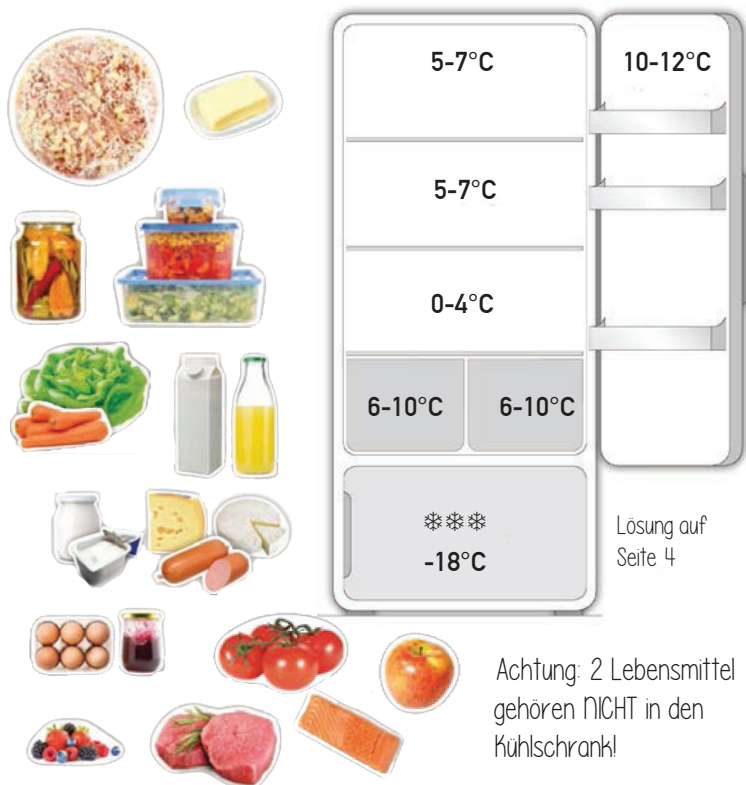 5-7°C
10-12°C
5-7°C
0-4°C
6-10°C
6-10°C
❄❄❄
-18°C
Lösung auf
Seite 4
Achtung: 2 Lebensmittel
gehören NICHT in den
Kühlschrank!